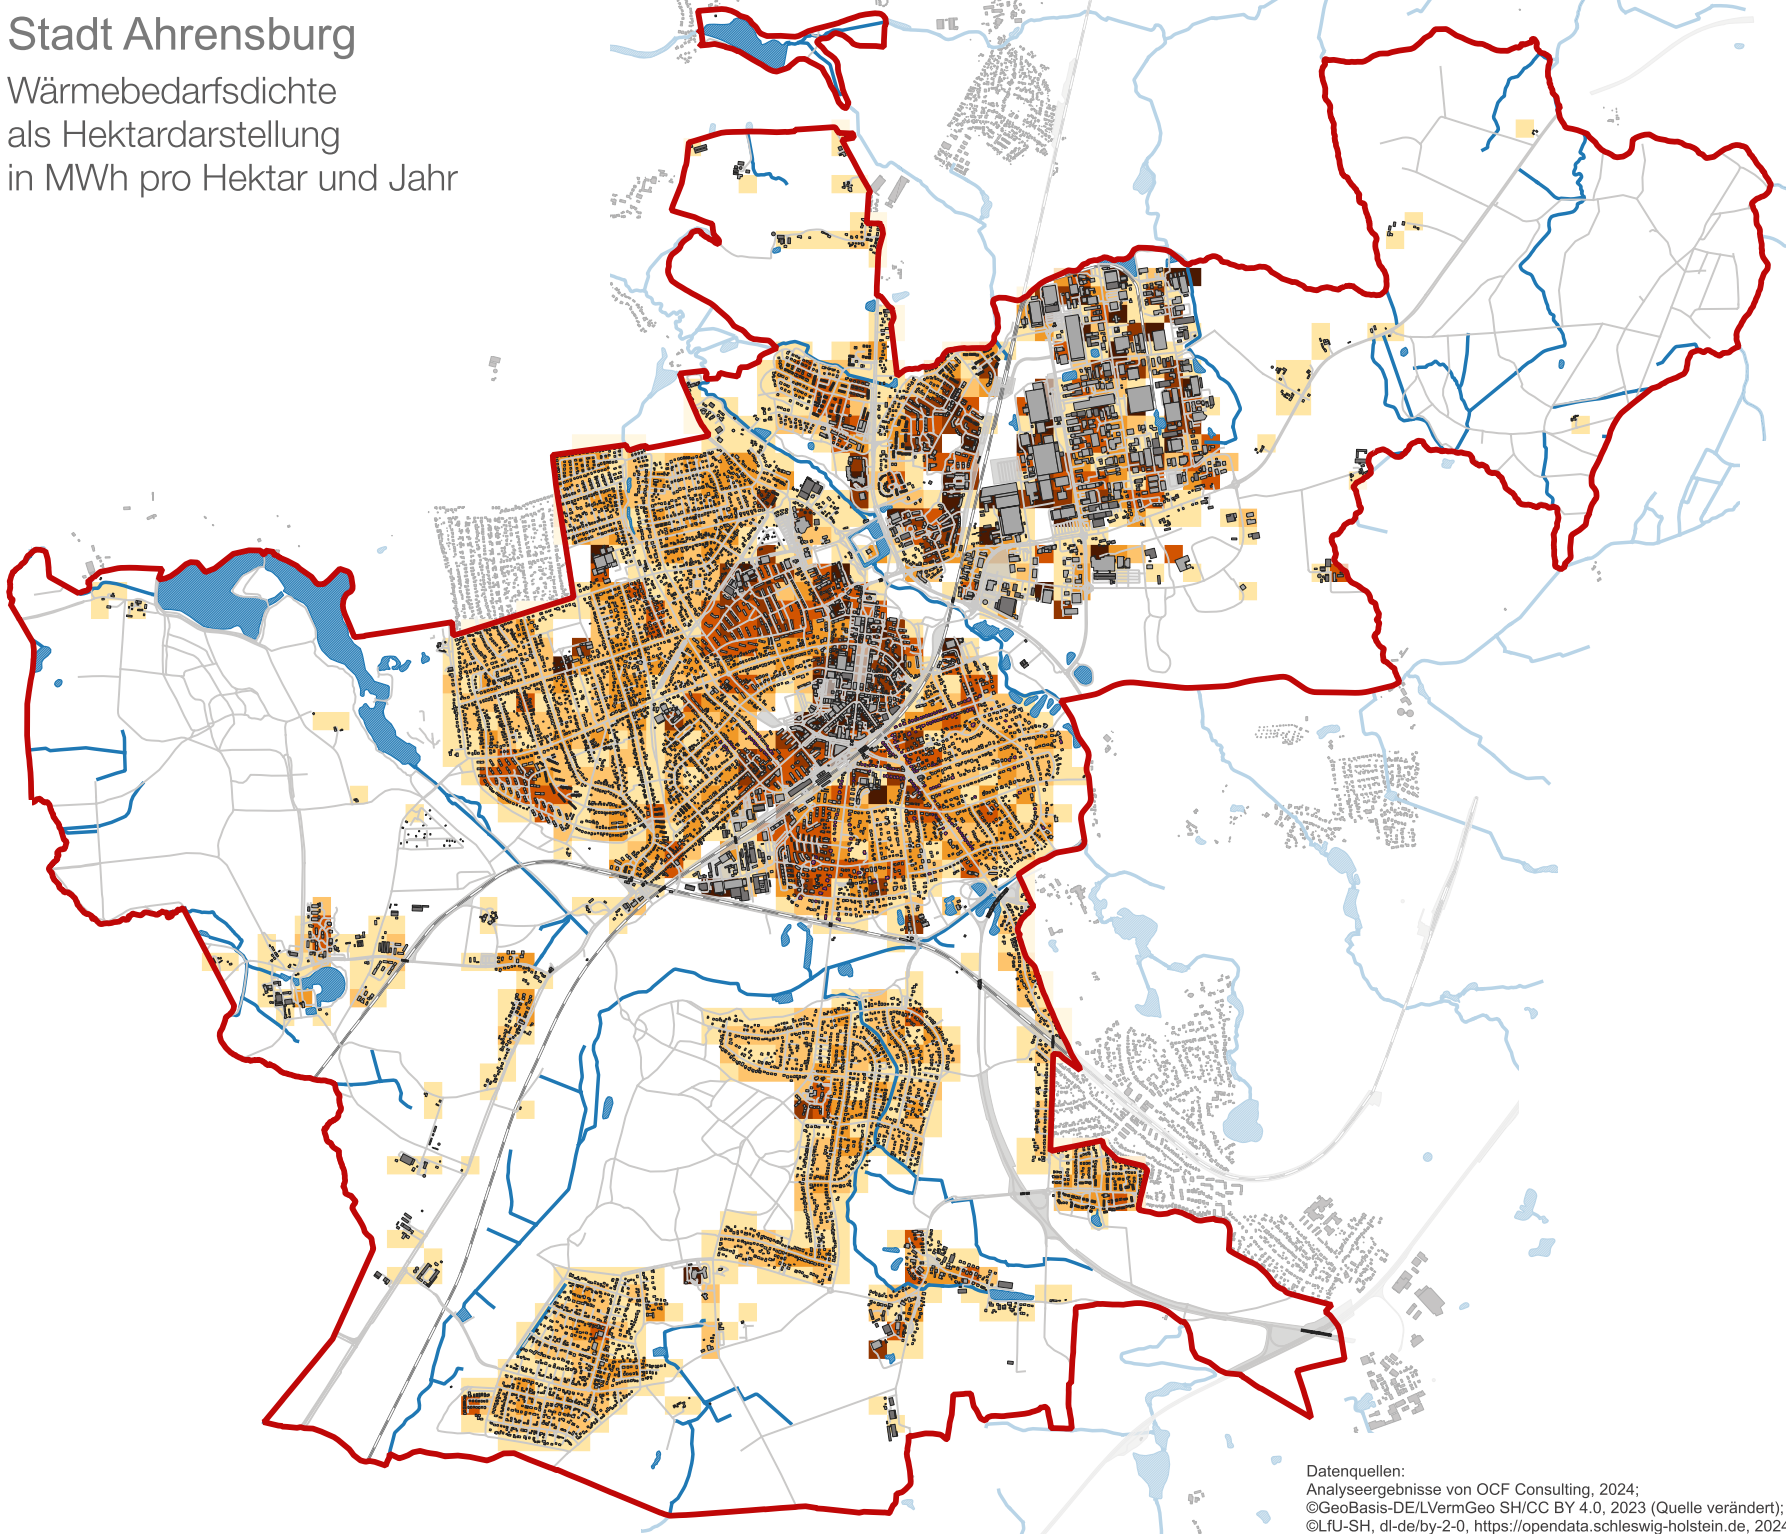 Stadt Ahrensburg
Wärmebedarfsdichte
als Hektardarstellung
in MWh pro Hektar und Jahr
Datenquellen:
Analyseergebnisse von OCF Consulting, 2024;
©GeoBasis-DE/LVermGeo SH/CC BY 4.0, 2023 (Quelle verändert);
©LfU-SH, dl-de/by-2-0, https://opendata.schleswig-holstein.de, 2024